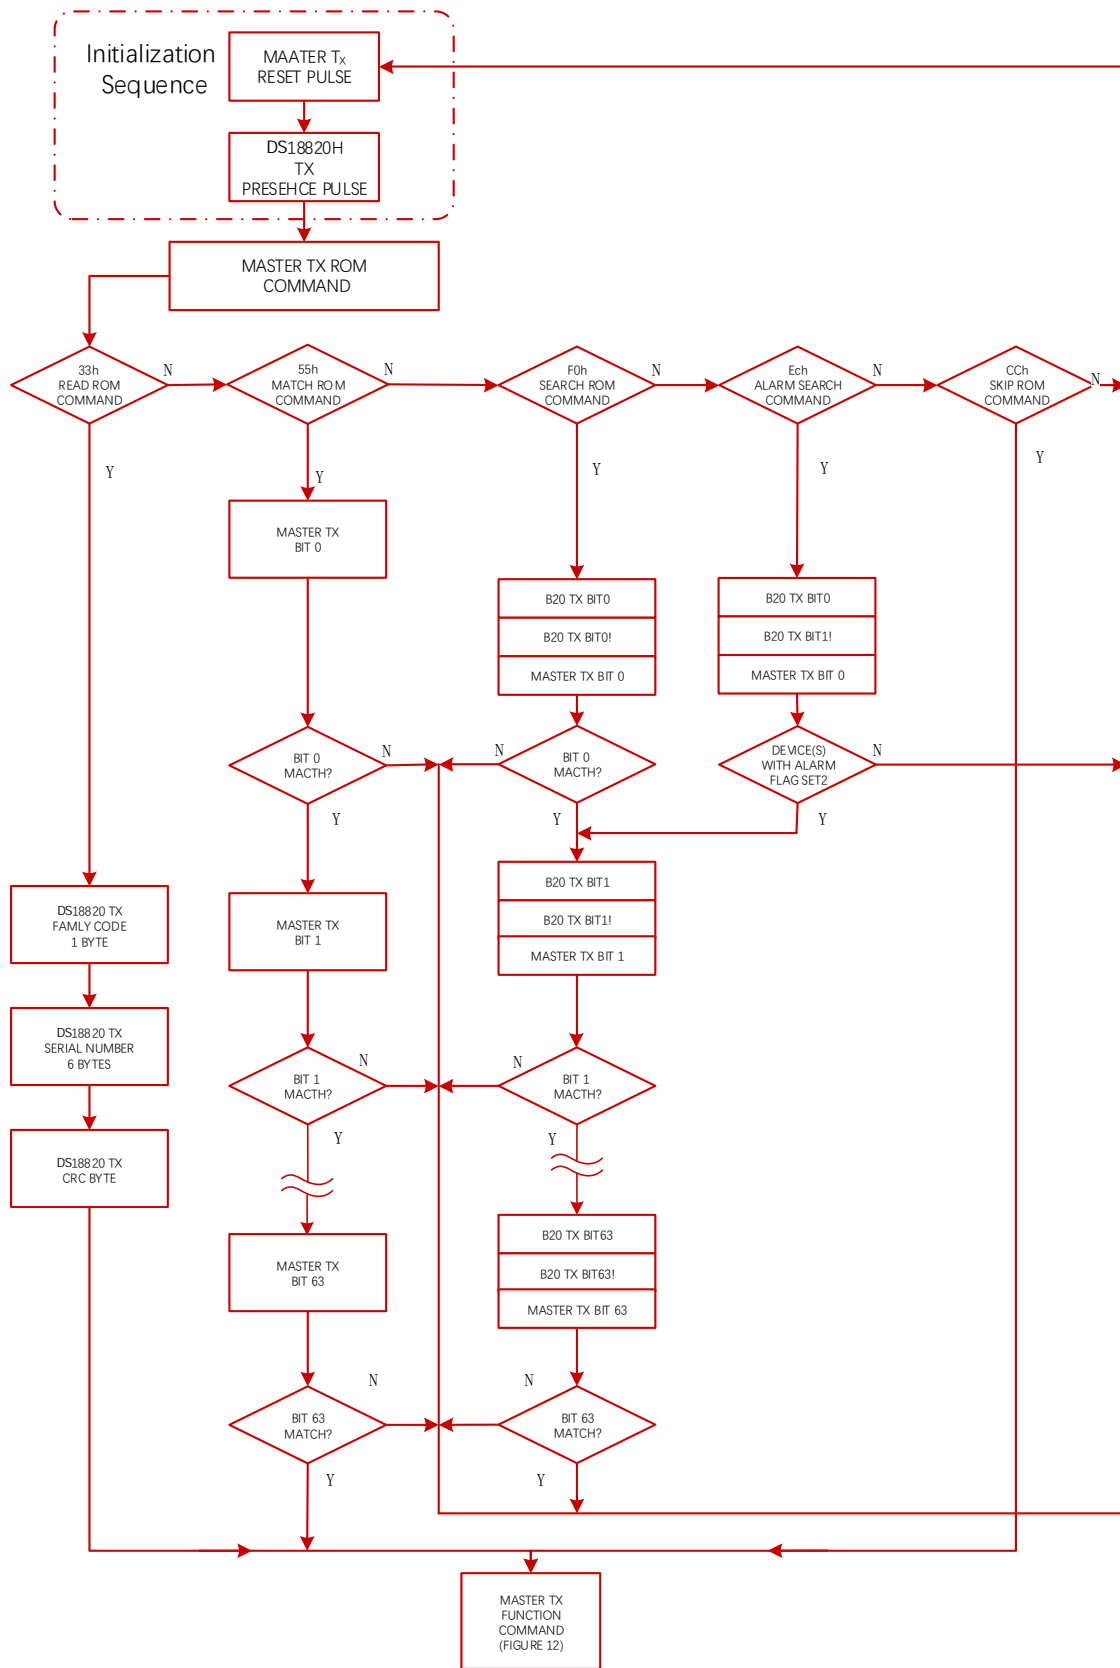 Initialization
Sequence
MAATER Tx
RESET PULSE
DS18820H
TX
PRESEHCE PULSE
MASTER TX ROM
COMMAND
33h
READ ROM
COMMAND
N
55h
MATCH ROM
COMMAND
N
F0h
SEARCH ROM
COMMAND
N
Ech
ALARM SEARCH
COMMAND
N
CCh
SKIP ROM
COMMAND
N
Y
Y
Y
Y
Y
MASTER TX
BIT 0
B20 TX BIT0
B20 TX BIT0!
MASTER TX BIT 0
B20 TX BIT0
B20 TX BIT1!
MASTER TX BIT 0
BIT 0
MACTH?
N
N
BIT 0
MACTH?
DEVICE(S)
WITH ALARM
FLAG SET2
N
Y
Y
Y
DS18820 TX
FAMLY CODE
1 BYTE
MASTER TX
BIT 1
B20 TX BIT1
B20 TX BIT1!
MASTER TX BIT 1
DS18820 TX
SERIAL NUMBER
6 BYTES
BIT 1
MACTH?
N
N
BIT 1
MACTH?
Y
Y
DS18820 TX
CRC BYTE
MASTER TX
BIT 63
B20 TX BIT63
B20 TX BIT63!
MASTER TX BIT 63
BIT 63
MATCH?
N
N
BIT 63
MATCH?
Y
Y
MASTER TX
FUNCTION
COMMAND
(FIGURE 12)